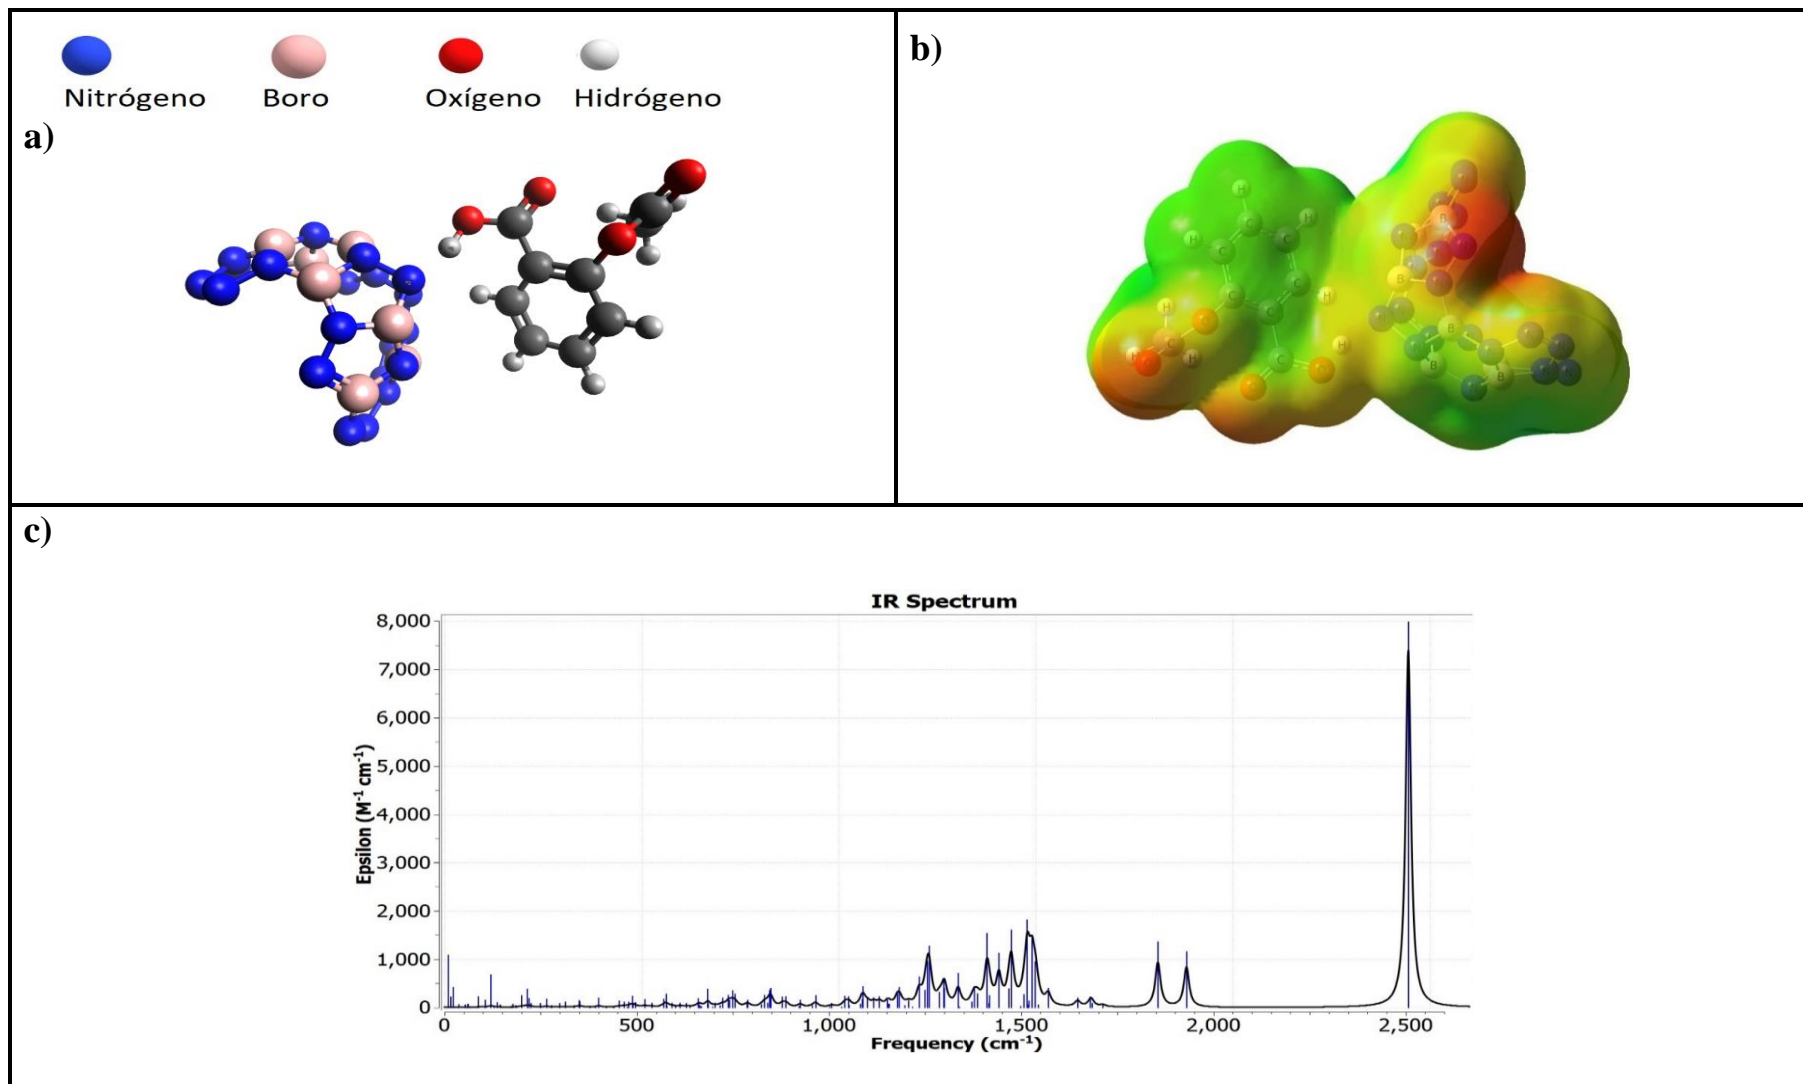 Nitrógeno Boro Oxígeno Hidrógeno
a)
b)
c)
IR Spectrum
Epsilon (M⁻¹ cm⁻¹)
8,000
7,000
6,000
5,000
4,000
3,000
2,000
1,000
0
0 500 1,000 1,500 2,000 2,500
Frequency (cm⁻¹)